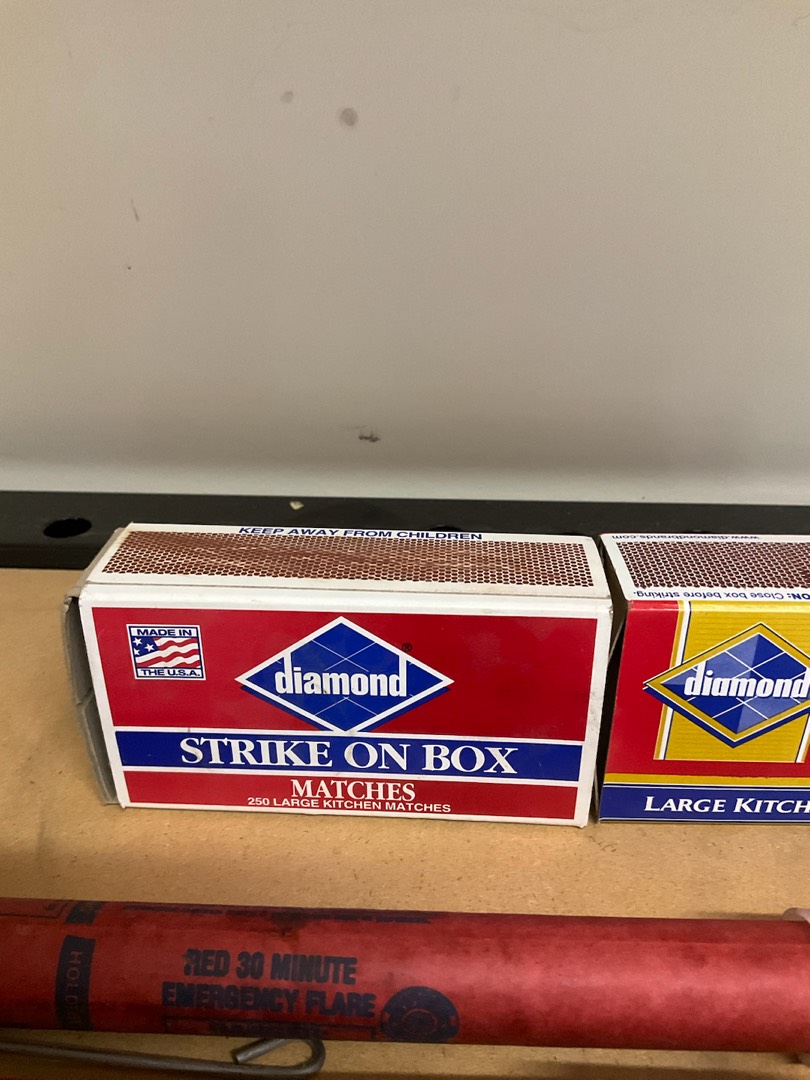 KEEP AWAY FROM CHILDREN
MADE IN
THE U.S.A.
diamond®
STRIKE ON BOX
MATCHES
250 LARGE KITCHEN MATCHES
www.diamondbrands.com
ON: Close box before striking.
diamond
LARGE KITCH
HOLD
RED 30 MINUTE
EMERGENCY FLARE